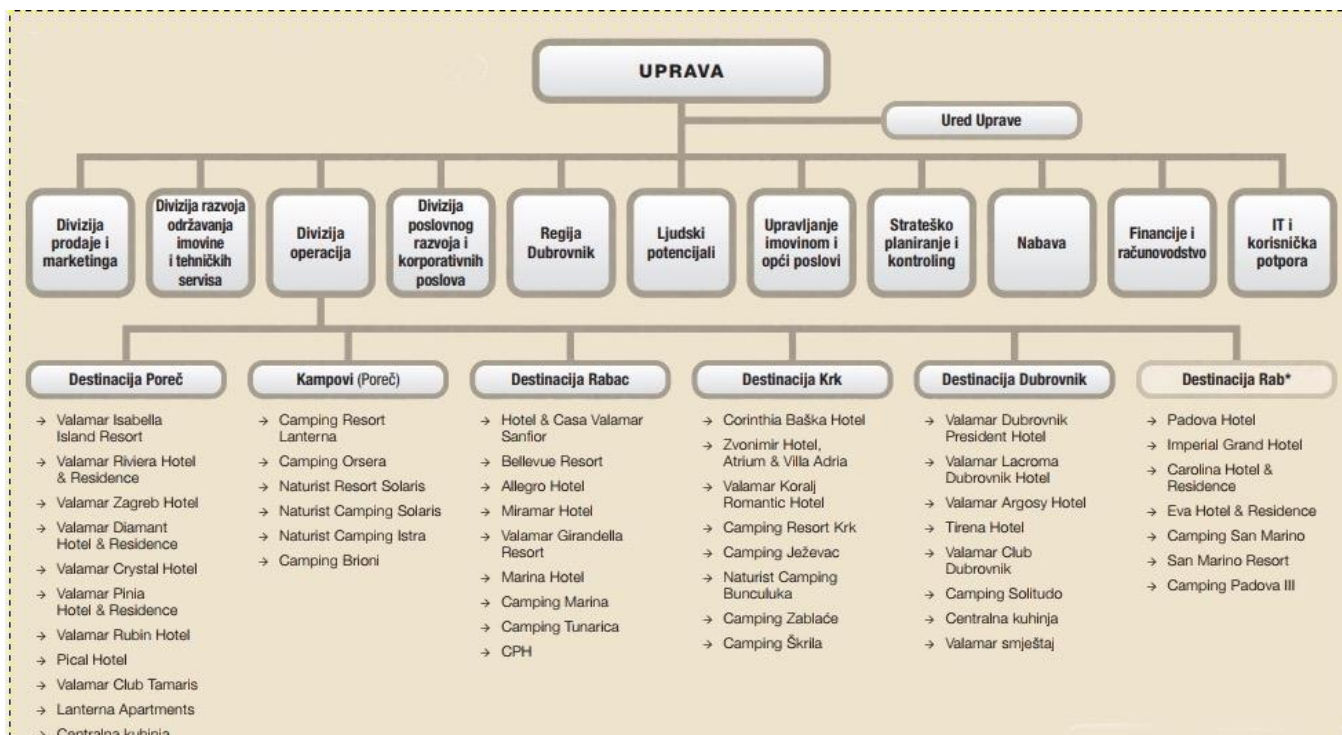 UPRAVA
Ured Uprave
Divizija
prodaje i
marketinga
Divizija razvoja
održavanja
imovine
i tehničkih
servisa
Divizija
operacija
Divizija
poslovnog
razvoja i
korporativnih
poslova
Regija
Dubrovnik
Ljudski
potencijali
Upravljanje
imovinom i
opći poslovi
Strateško
planiranje i
kontroling
Nabava
Financije i
računovodstvo
IT i
korisnička
potpora
Destinacija Poreč
→ Valamar Isabella
Island Resort
→ Valamar Riviera Hotel
& Residence
→ Valamar Zagreb Hotel
→ Valamar Diamant
Hotel & Residence
→ Valamar Crystal Hotel
→ Valamar Pinia
Hotel & Residence
→ Valamar Rubin Hotel
→ Pical Hotel
→ Valamar Club Tamaris
→ Lanterna Apartments
→ Centralna kuhinja
Kampovi (Poreč)
→ Camping Resort
Lanterna
→ Camping Orsera
→ Naturist Resort Solaris
→ Naturist Camping Solaris
→ Naturist Camping Istra
→ Camping Brioni
Destinacija Rabac
→ Hotel & Casa Valamar
Sanfior
→ Bellevue Resort
→ Allegro Hotel
→ Miramar Hotel
→ Valamar Girandella
Resort
→ Marina Hotel
→ Camping Marina
→ Camping Tunarica
→ CPH
Destinacija Krk
→ Corinthia Baška Hotel
→ Zvonimir Hotel,
Atrium & Villa Adria
→ Valamar Koralj
Romantic Hotel
→ Camping Resort Krk
→ Camping Ježevac
→ Naturist Camping
Bunculuka
→ Camping Zablaće
→ Camping Škrila
Destinacija Dubrovnik
→ Valamar Dubrovnik
President Hotel
→ Valamar Lacroma
Dubrovnik Hotel
→ Valamar Argosy Hotel
→ Tirena Hotel
→ Valamar Club
Dubrovnik
→ Camping Solitudo
→ Centralna kuhinja
→ Valamar smještaj
Destinacija Rab*
→ Padova Hotel
→ Imperial Grand Hotel
→ Carolina Hotel &
Residence
→ Eva Hotel & Residence
→ Camping San Marino
→ San Marino Resort
→ Camping Padova III